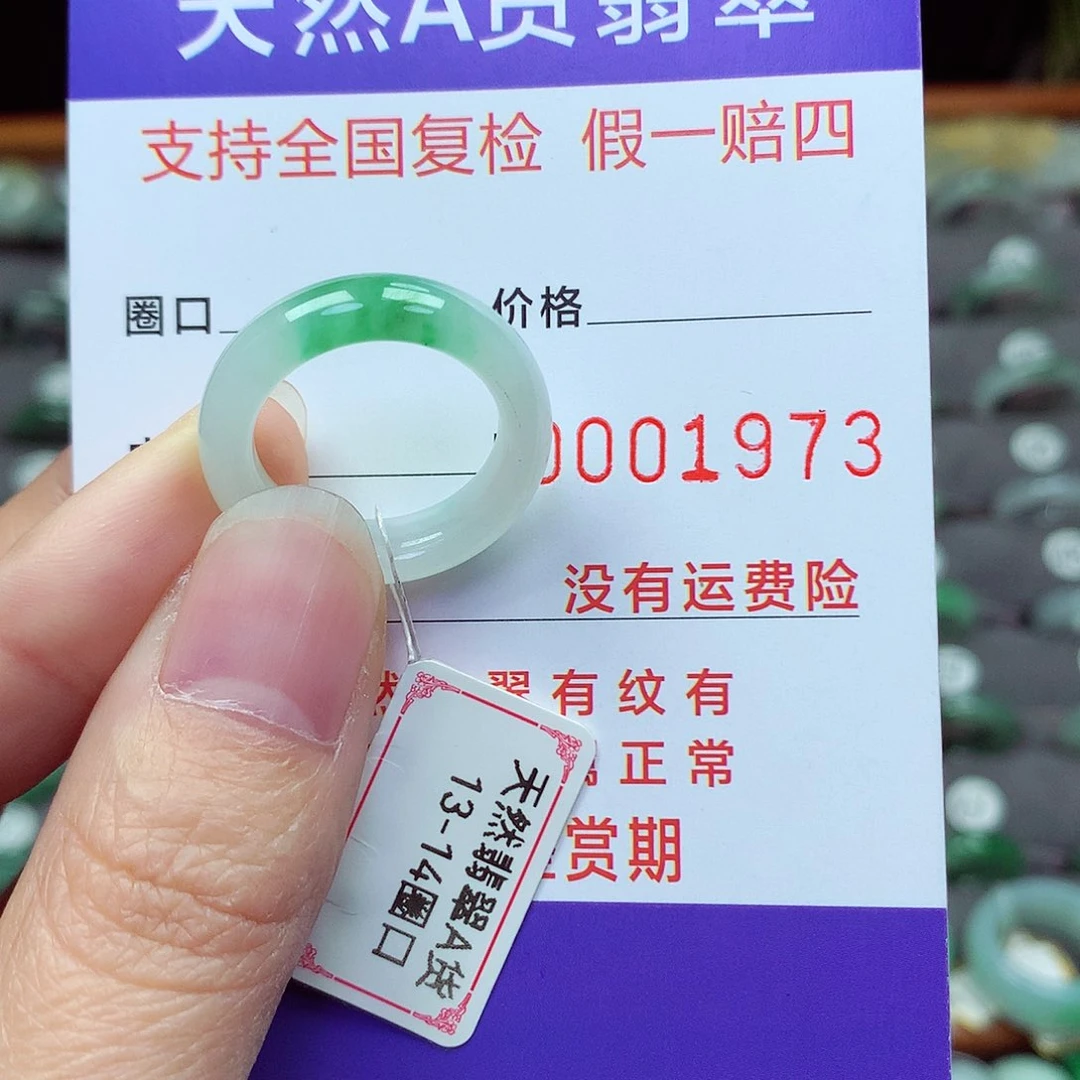 天然A货翡翠
支持全国复检 假一赔四
圈口 价格
0001973
没有运费险
然 翠有纹有
正常
赏期
天然翡翠A货
13-14圈口